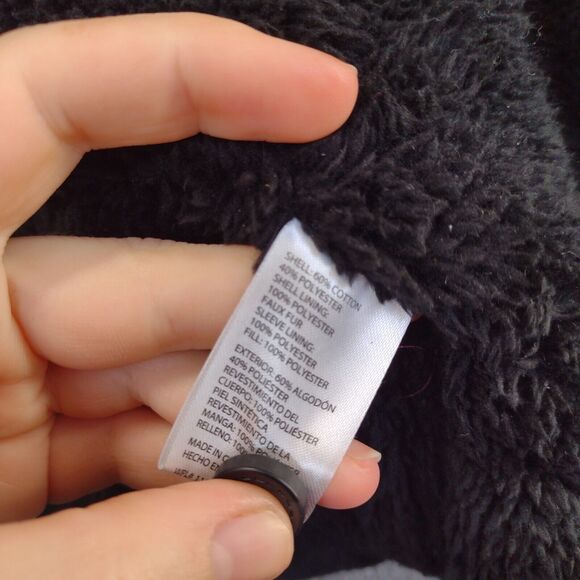 SHELL: 60% COTTON
40% POLYESTER
SHELL LINING:
100% POLYESTER
FAUX FUR
SLEEVE LINING:
100% POLYESTER
FILL: 100% POLYESTER
EXTERIOR: 60% ALGODÓN
40% POLIESTER
REVESTIMIENTO DEL
CUERPO: 100% POLIÉSTER
PIEL SINTÉTICA
REVESTIMIENTO DE LA
MANGA: 100%
RELLENO: 100%
MADE IN
HECHO EN